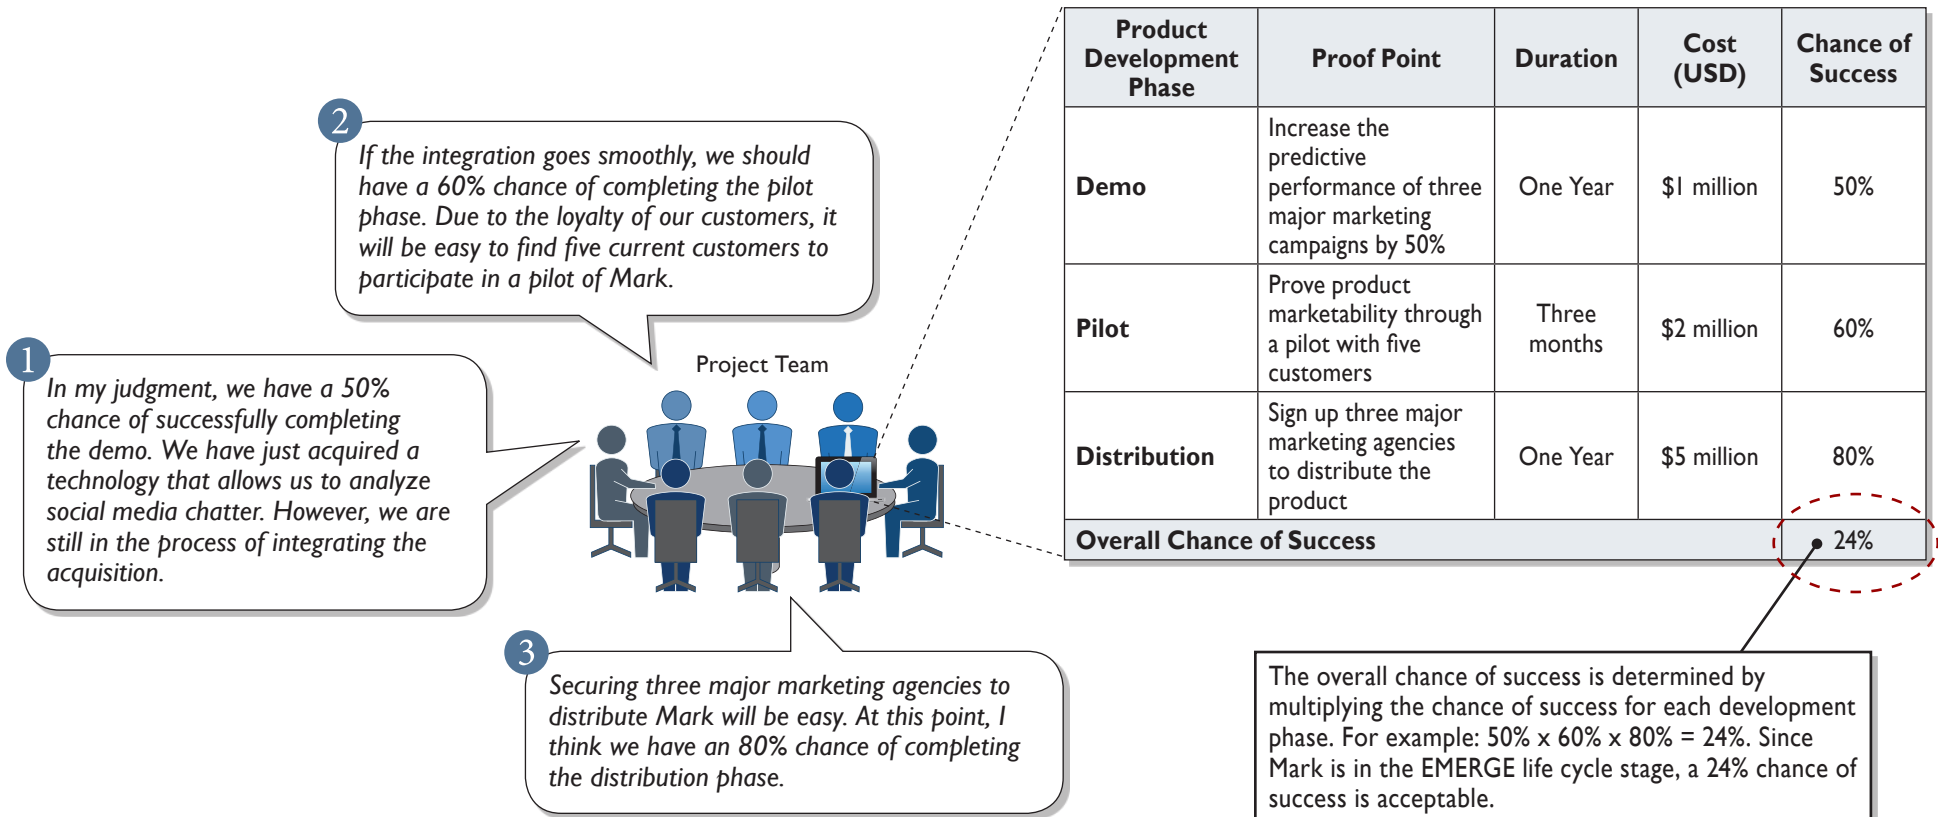 1
In my judgment, we have a 50%
chance of successfully completing
the demo. We have just acquired a
technology that allows us to analyze
social media chatter. However, we are
still in the process of integrating the
acquisition.
2
If the integration goes smoothly, we should
have a 60% chance of completing the pilot
phase. Due to the loyalty of our customers, it
will be easy to find five current customers to
participate in a pilot of Mark.
Project Team
3
Securing three major marketing agencies to
distribute Mark will be easy. At this point, I
think we have an 80% chance of completing
the distribution phase.
Product
Development
Phase
Proof Point
Duration
Cost
(USD)
Chance of
Success
Demo
Increase the
predictive
performance of three
major marketing
campaigns by 50%
One Year
$1 million
50%
Pilot
Prove product
marketability through
a pilot with five
customers
Three
months
$2 million
60%
Distribution
Sign up three major
marketing agencies
to distribute the
product
One Year
$5 million
80%
Overall Chance of Success
24%
The overall chance of success is determined by
multiplying the chance of success for each development
phase. For example: 50% x 60% x 80% = 24%. Since
Mark is in the EMERGE life cycle stage, a 24% chance of
success is acceptable.